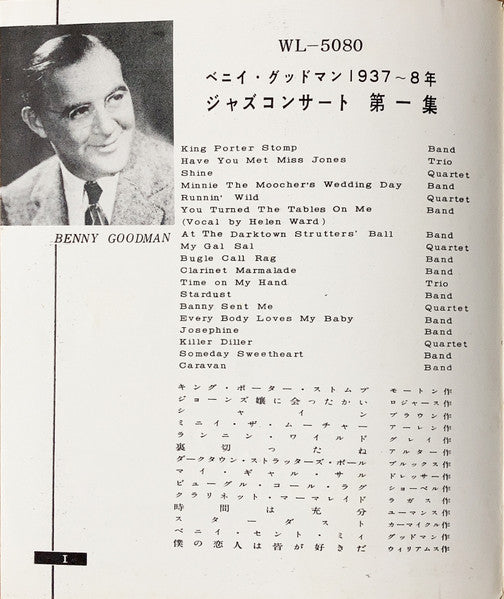 WL-5080
ベニイ・グッドマン1937～8年
ジャズコンサート 第一集
BENNY GOODMAN
King Porter Stomp Band
Have You Met Miss Jones Trio
Shine Quartet
Minnie The Moocher's Wedding Day Band
Runnin' Wild Quartet
You Turned The Tables On Me Band
(Vocal by Helen Ward)
At The Darktown Strutters' Ball Band
My Gal Sal Quartet
Bugle Call Rag Band
Clarinet Marmalade Band
Time on My Hand Trio
Stardust Band
Banny Sent Me Quartet
Every Body Loves My Baby Band
Josephine Band
Killer Diller Quartet
Someday Sweetheart Band
Caravan Band
キング・ポーター・ストムプ モートン作
ジョーンズ嬢に会ったかい ロジャース作
シャイン ブラウン作
ミニイ・ザ・ムーチャー アーレン作
ランニン・ワイルド グレイ作
裏切ったね アルター作
ダークタウン・ストラッターズ・ボール ブルックス作
マイ・ギャル・サル ドレッサー作
ビューグル・コール・ラグ ショーベル作
クラリネット・マーマレイド ラガス作
時間は充分 ユーマンス作
スターダスト カーマイクル作
ベニイ・セント・ミイ グッドマン作
僕の恋人は皆が好きだ ウィリアムス作
I